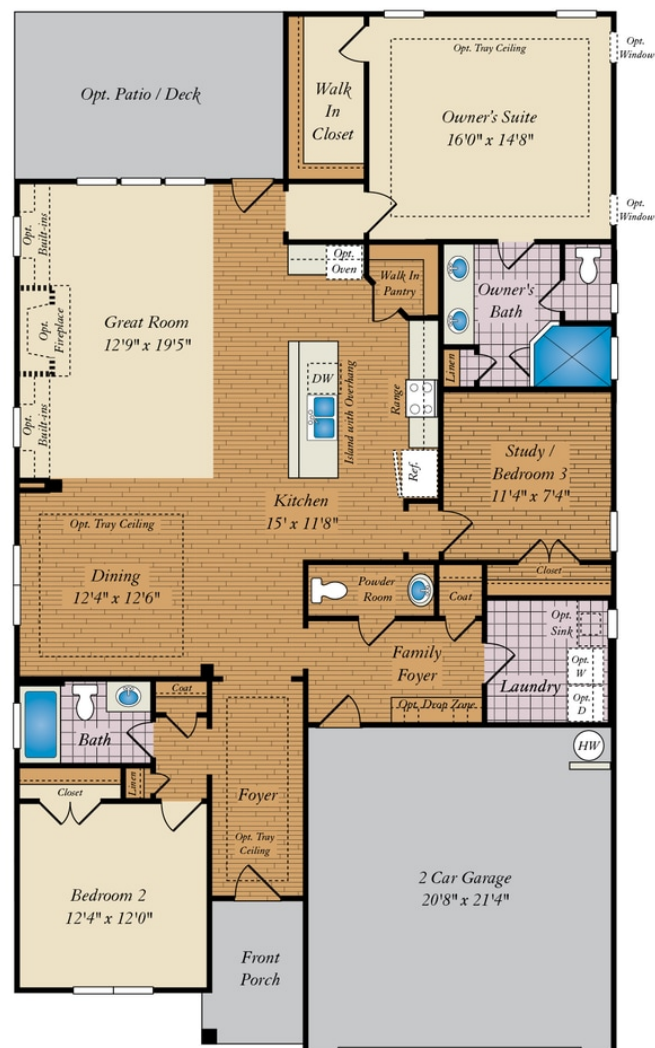 Opt. Patio / Deck
Walk
In
Closet
Opt. Tray Ceiling
Owner's Suite
16'0" x 14'8"
Opt.
Window
Opt.
Window
Opt.
Built-ins
Opt.
Fireplace
Opt.
Built-ins
Great Room
12'9" x 19'5"
Opt.
Oven
Walk In
Pantry
Owner's
Bath
Linen
DW
Island with Overhang
Range
Ref.
Kitchen
15' x 11'8"
Study /
Bedroom 3
11'4" x 7'4"
Closet
Opt. Tray Ceiling
Dining
12'4" x 12'6"
Powder
Room
Coat
Family
Foyer
Opt. Drop Zone
Opt.
Sink
Opt.
W
Opt.
D
Laundry
HW
Coat
Bath
Linen
Closet
Foyer
Opt. Tray
Ceiling
Bedroom 2
12'4" x 12'0"
2 Car Garage
20'8" x 21'4"
Front
Porch